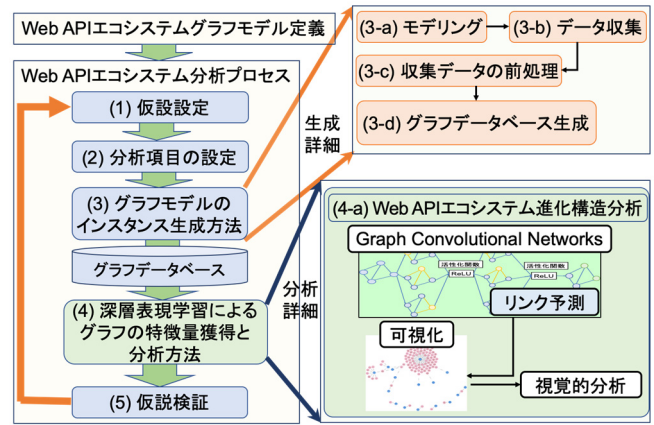 Web APIエコシステムグラフモデル定義
Web APIエコシステム分析プロセス
(1) 仮設設定
(2) 分析項目の設定
(3) グラフモデルの
インスタンス生成方法
グラフデータベース
(4) 深層表現学習による
グラフの特徴量獲得と
分析方法
(5) 仮説検証
生成
詳細
(3-a) モデリング
(3-b) データ収集
(3-c) 収集データの前処理
(3-d) グラフデータベース生成
分析
詳細
(4-a) Web APIエコシステム進化構造分析
Graph Convolutional Networks
活性化関数
ReLU
活性化関数
ReLU
リンク予測
可視化
視覚的分析